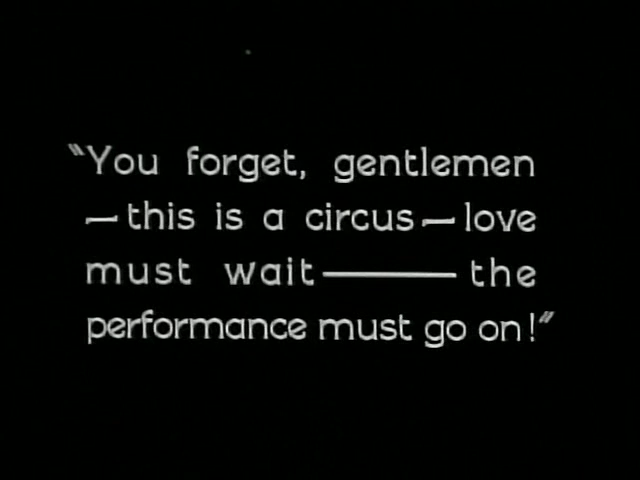 "You forget, gentlemen
—this is a circus—love
must wait——— the
performance must go on!"